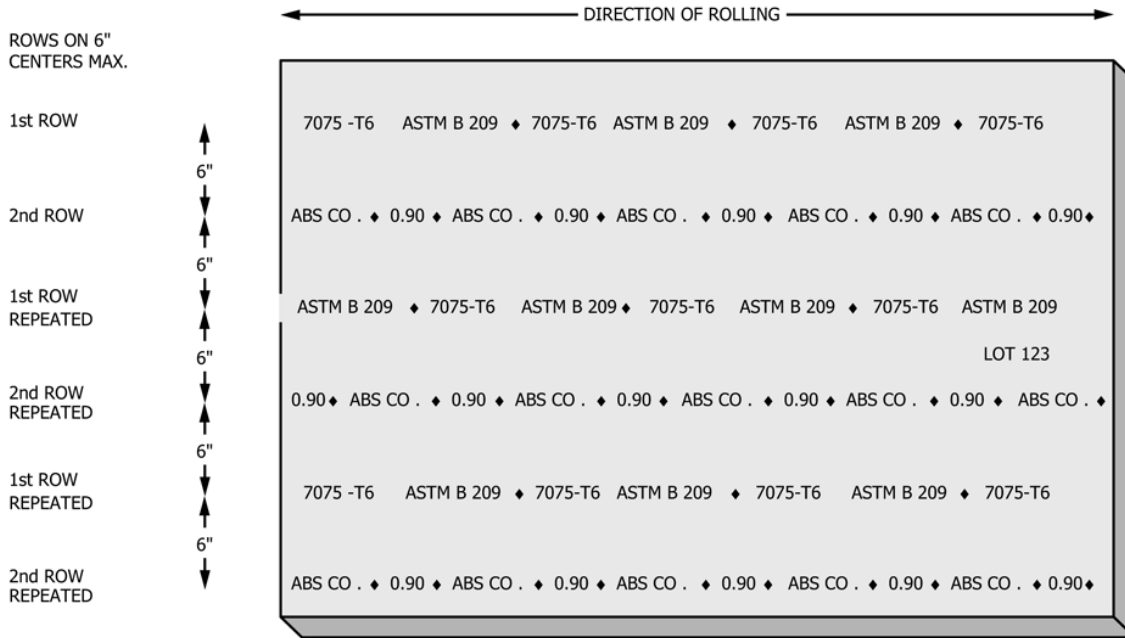 DIRECTION OF ROLLING
ROWS ON 6"
CENTERS MAX.
1st ROW
7075 -T6 ASTM B 209 ♦ 7075-T6 ASTM B 209 ♦ 7075-T6 ASTM B 209 ♦ 7075-T6
6"
2nd ROW
ABS CO . ♦ 0.90 ♦ ABS CO . ♦ 0.90 ♦ ABS CO . ♦ 0.90 ♦ ABS CO . ♦ 0.90 ♦ ABS CO . ♦ 0.90 ♦
6"
1st ROW
REPEATED
ASTM B 209 ♦ 7075-T6 ASTM B 209 ♦ 7075-T6 ASTM B 209 ♦ 7075-T6 ASTM B 209
6"
LOT 123
2nd ROW
REPEATED
0.90 ♦ ABS CO . ♦ 0.90 ♦ ABS CO . ♦ 0.90 ♦ ABS CO . ♦ 0.90 ♦ ABS CO . ♦ 0.90 ♦ ABS CO . ♦
6"
1st ROW
REPEATED
7075 -T6 ASTM B 209 ♦ 7075-T6 ASTM B 209 ♦ 7075-T6 ASTM B 209 ♦ 7075-T6
6"
2nd ROW
REPEATED
ABS CO . ♦ 0.90 ♦ ABS CO . ♦ 0.90 ♦ ABS CO . ♦ 0.90 ♦ ABS CO . ♦ 0.90 ♦ ABS CO . ♦ 0.90 ♦